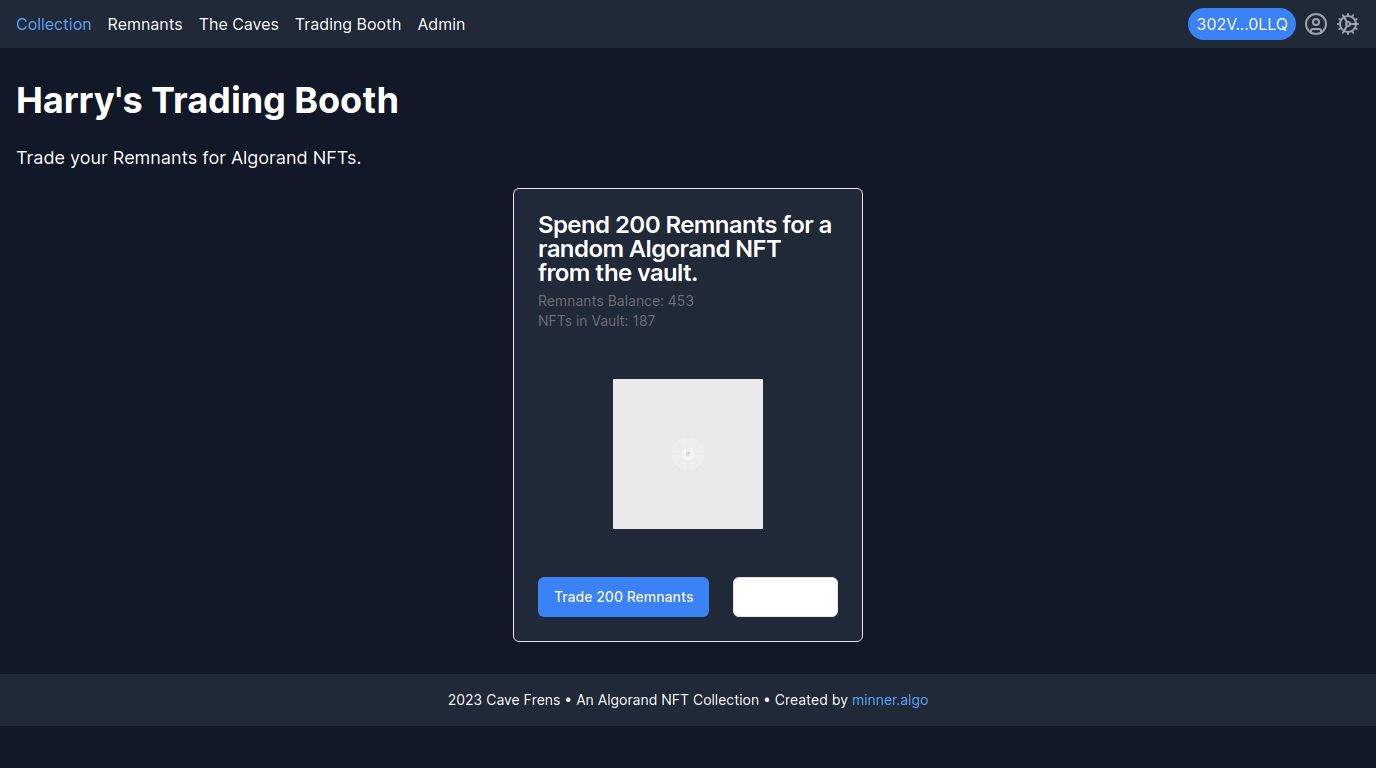 Collection Remnants The Caves Trading Booth Admin 302V...0LLQ
Harry's Trading Booth
Trade your Remnants for Algorand NFTs.
Spend 200 Remnants for a
random Algorand NFT
from the vault.
Remnants Balance: 453
NFTs in Vault: 187
Trade 200 Remnants
2023 Cave Frens • An Algorand NFT Collection • Created by minner.algo